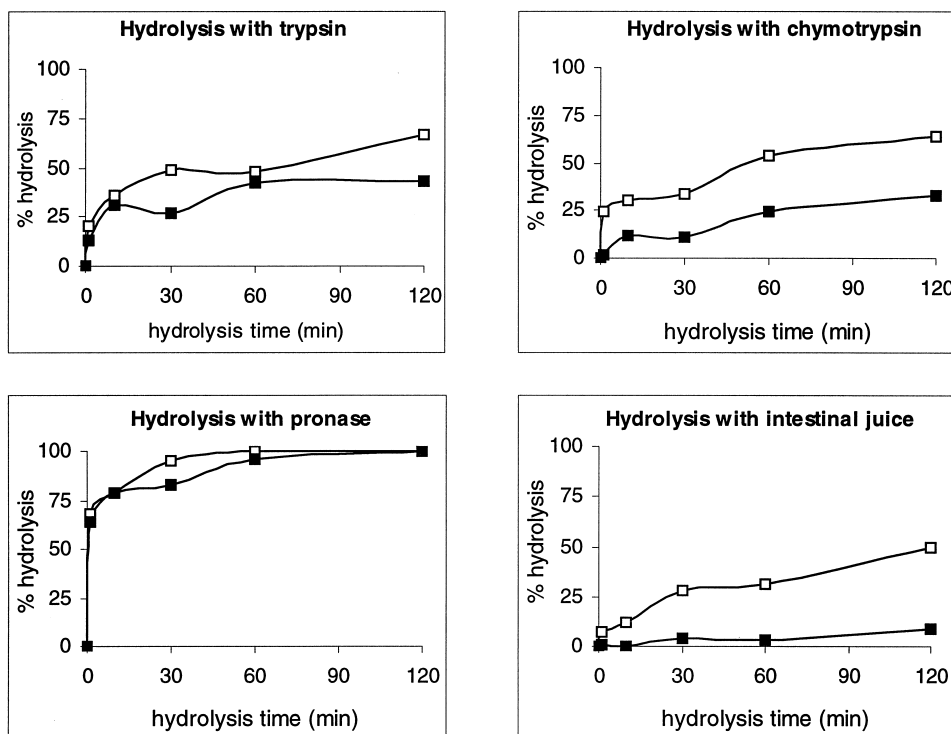 Hydrolysis with trypsin
100
75
50
25
0
% hydrolysis
0 30 60 90 120
hydrolysis time (min)
Hydrolysis with chymotrypsin
100
75
50
25
0
% hydrolysis
0 30 60 90 120
hydrolysis time (min)
Hydrolysis with pronase
100
75
50
25
0
% hydrolysis
0 30 60 90 120
hydrolysis time (min)
Hydrolysis with intestinal juice
100
75
50
25
0
% hydrolysis
0 30 60 90 120
hydrolysis time (min)